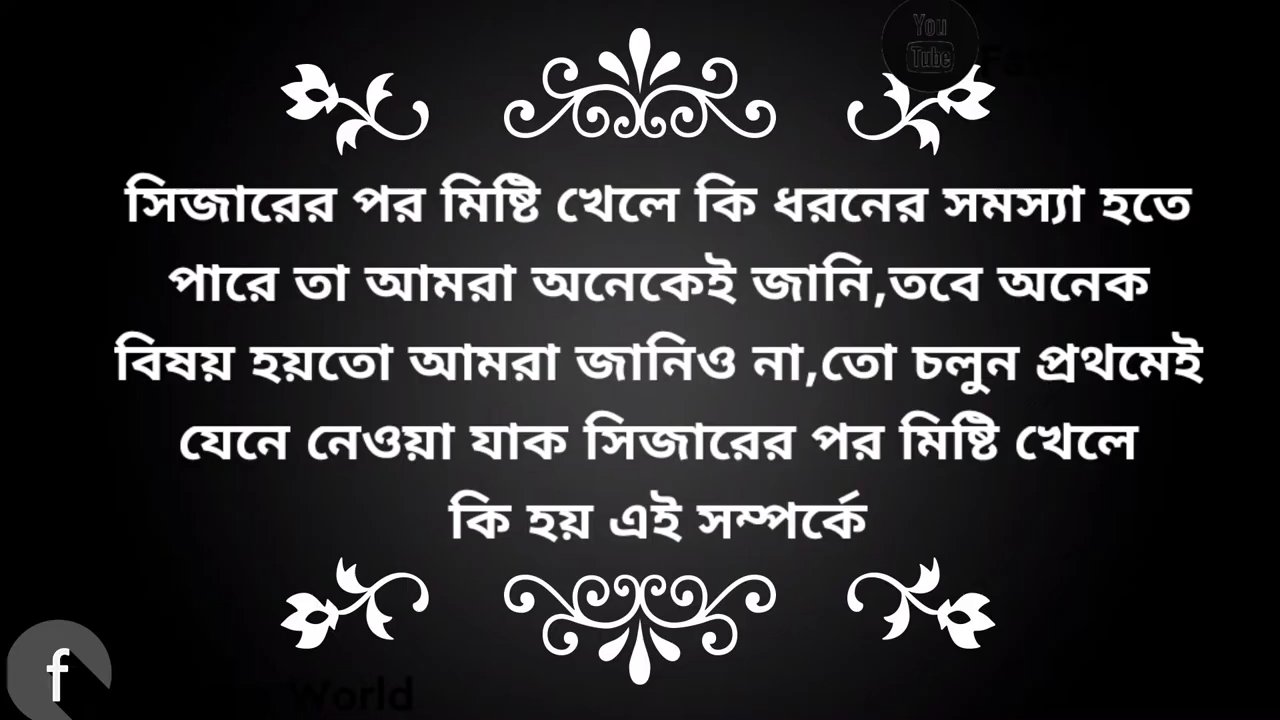 You
Tube
সিজারের পর মিষ্টি খেলে কি ধরনের সমস্যা হতে
পারে তা আমরা অনেকেই জানি,তবে অনেক
বিষয় হয়তো আমরা জানিও না,তো চলুন প্রথমেই
যেনে নেওয়া যাক সিজারের পর মিষ্টি খেলে
কি হয় এই সম্পর্কে
f
World